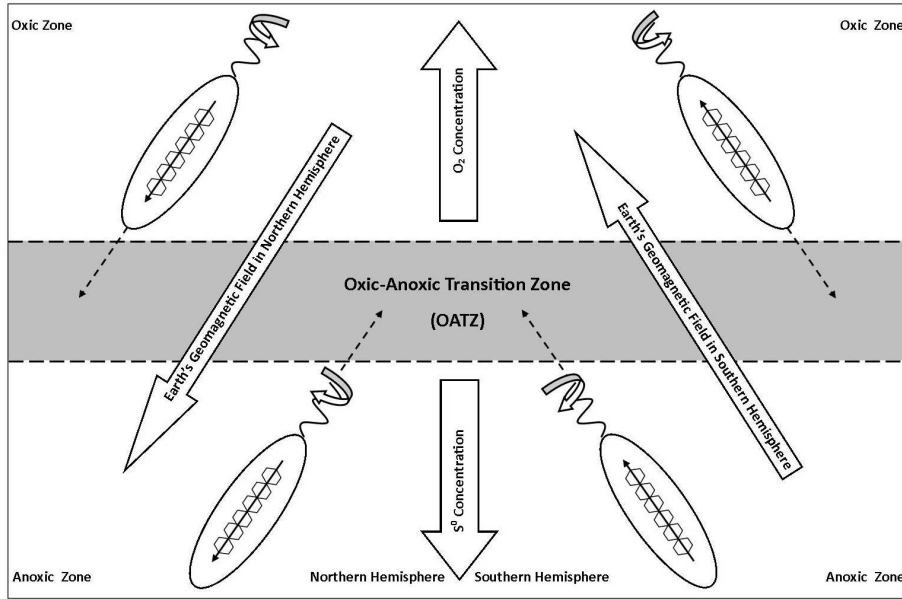 Oxic Zone
Oxic Zone
O₂ Concentration
Earth's Geomagnetic Field in Northern Hemisphere
Earth's Geomagnetic Field in Southern Hemisphere
Oxic-Anoxic Transition Zone
(OATZ)
S⁰ Concentration
Anoxic Zone
Northern Hemisphere
Southern Hemisphere
Anoxic Zone